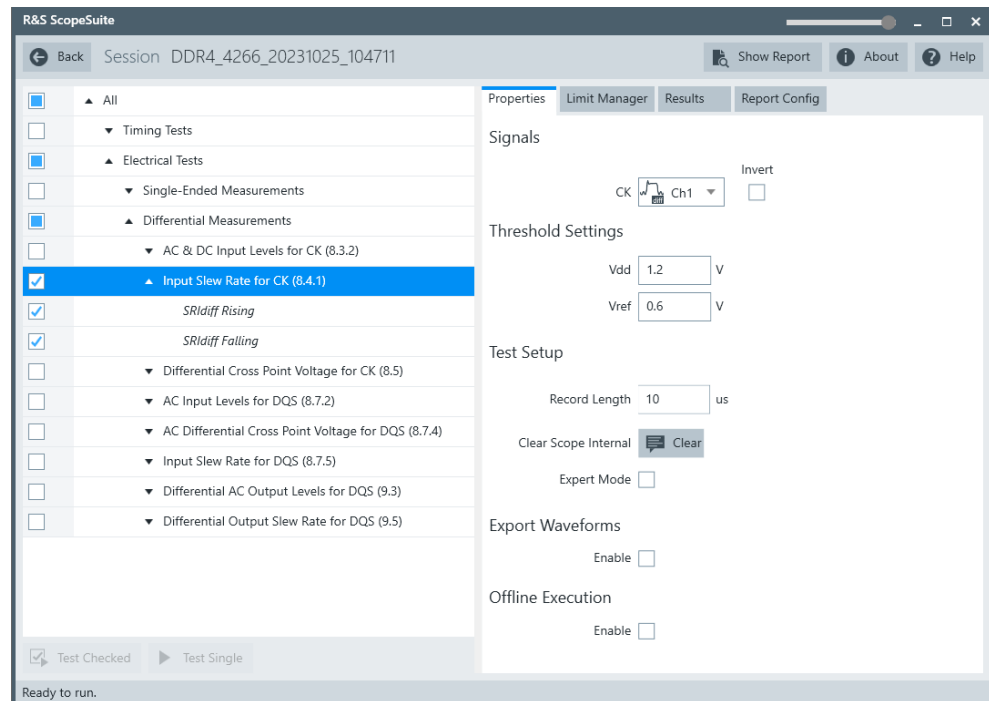 R&S ScopeSuite
Back Session DDR4_4266_20231025_104711 Show Report About Help
All
Timing Tests
Electrical Tests
Single-Ended Measurements
Differential Measurements
AC & DC Input Levels for CK (8.3.2)
Input Slew Rate for CK (8.4.1)
SRIdiff Rising
SRIdiff Falling
Differential Cross Point Voltage for CK (8.5)
AC Input Levels for DQS (8.7.2)
AC Differential Cross Point Voltage for DQS (8.7.4)
Input Slew Rate for DQS (8.7.5)
Differential AC Output Levels for DQS (9.3)
Differential Output Slew Rate for DQS (9.5)
Test Checked Test Single
Properties Limit Manager Results Report Config
Signals
Invert
CK diff Ch1
Threshold Settings
Vdd 1.2 V
Vref 0.6 V
Test Setup
Record Length 10 us
Clear Scope Internal Clear
Expert Mode
Export Waveforms
Enable
Offline Execution
Enable
Ready to run.